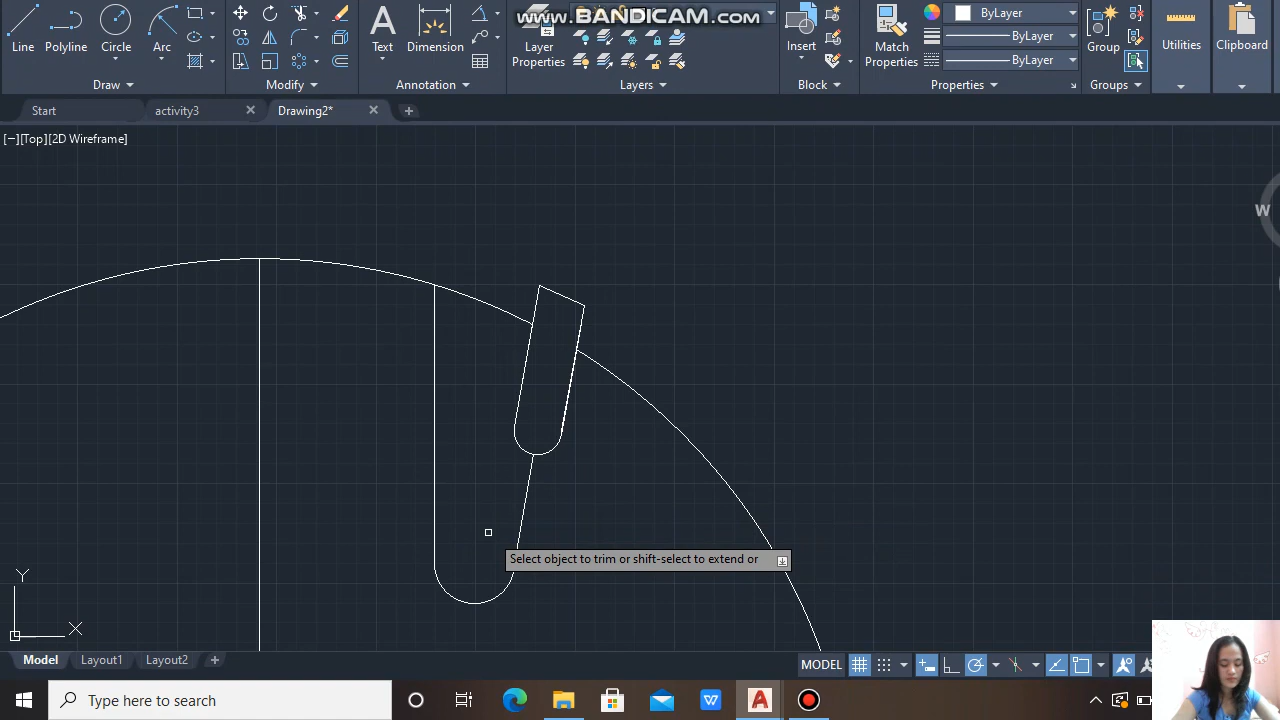 www.BANDICAM.com
Line
Polyline
Circle
Arc
Text
Dimension
Layer
Properties
Insert
Match
Properties
ByLayer
ByLayer
ByLayer
Group
Utilities
Clipboard
Draw
Modify
Annotation
Layers
Block
Properties
Groups
Start
activity3
Drawing2*
[−][Top][2D Wireframe]
W
Select object to trim or shift-select to extend or
Y
X
Model
Layout1
Layout2
MODEL
Type here to search